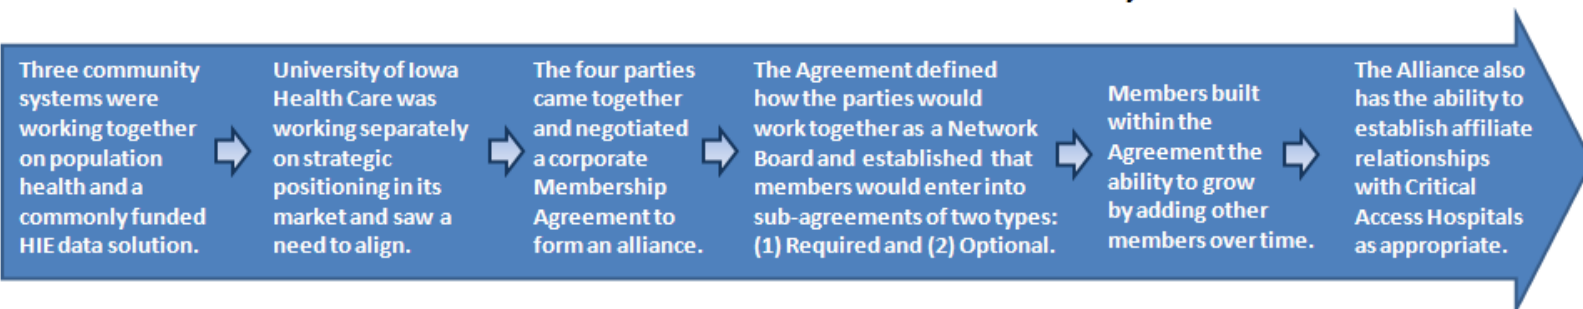 Three community
systems were
working together
on population
health and a
commonly funded
HIE data solution.
University of Iowa
Health Care was
working separately
on strategic
positioning in its
market and saw a
need to align.
The four parties
came together
and negotiated
a corporate
Membership
Agreement to
form an alliance.
The Agreement defined
how the parties would
work together as a Network
Board and established that
members would enter into
sub-agreements of two types:
(1) Required and (2) Optional.
Members built
within the
Agreement the
ability to grow
by adding other
members over time.
The Alliance also
has the ability to
establish affiliate
relationships
with Critical
Access Hospitals
as appropriate.